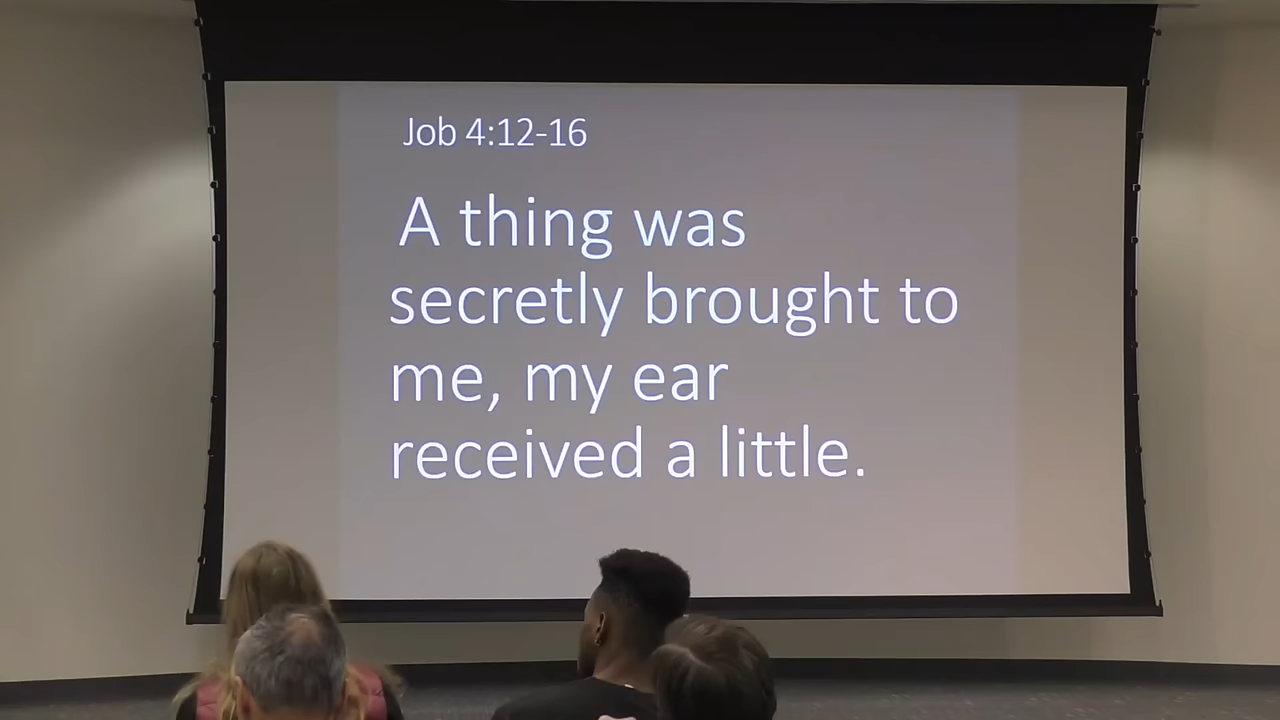 Job 4:12-16
A thing was
secretly brought to
me, my ear
received a little.